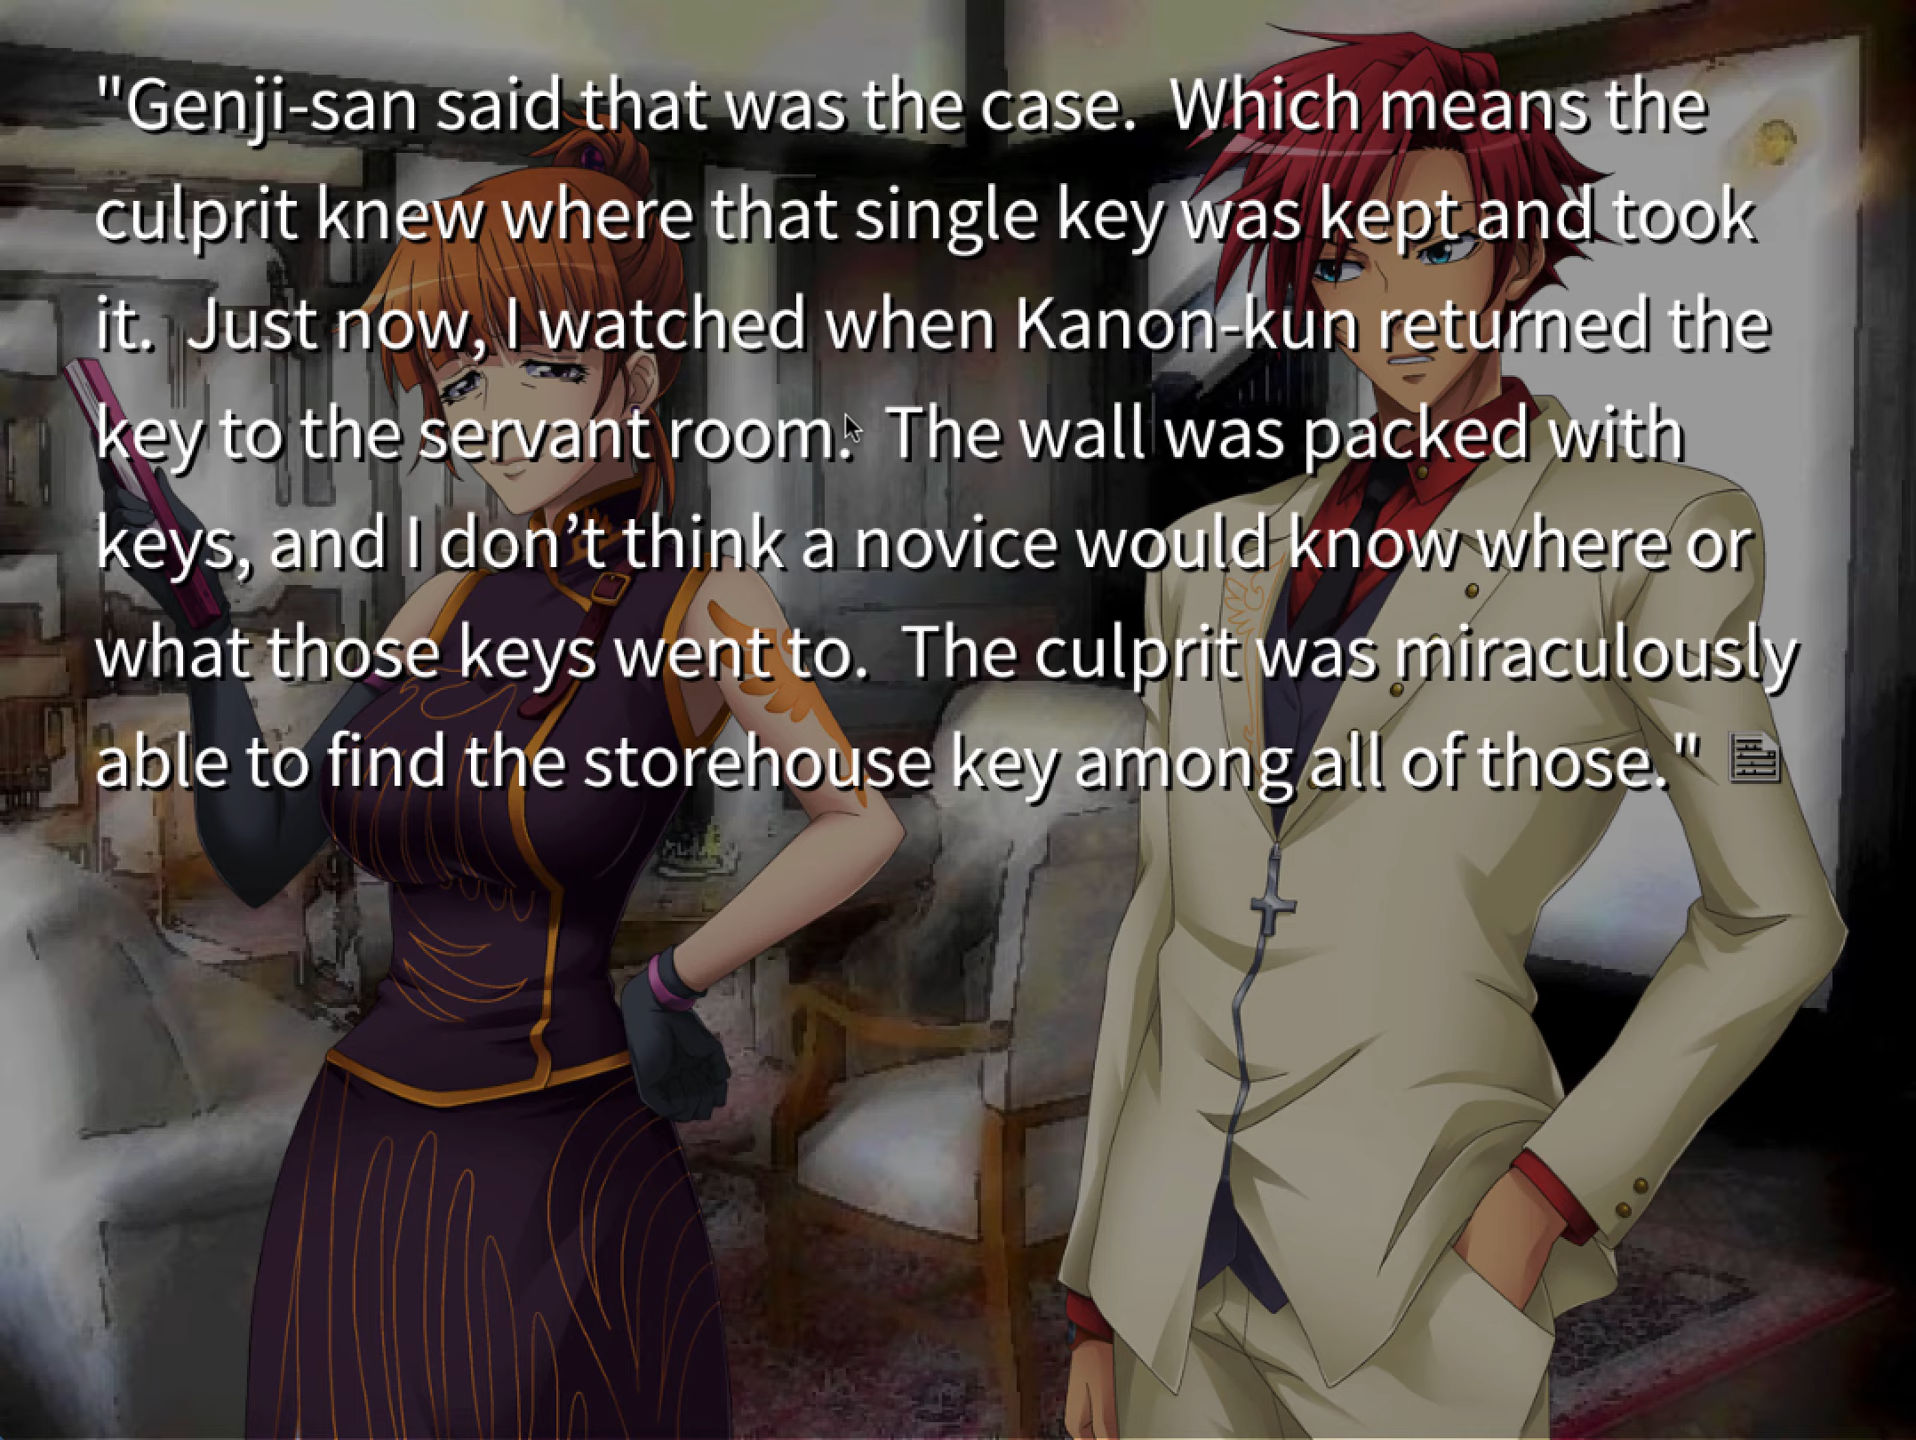 "Genji-san said that was the case.  Which means the
culprit knew where that single key was kept and took
it.  Just now, I watched when Kanon-kun returned the
key to the servant room.  The wall was packed with
keys, and I don’t think a novice would know where or
what those keys went to.  The culprit was miraculously
able to find the storehouse key among all of those."